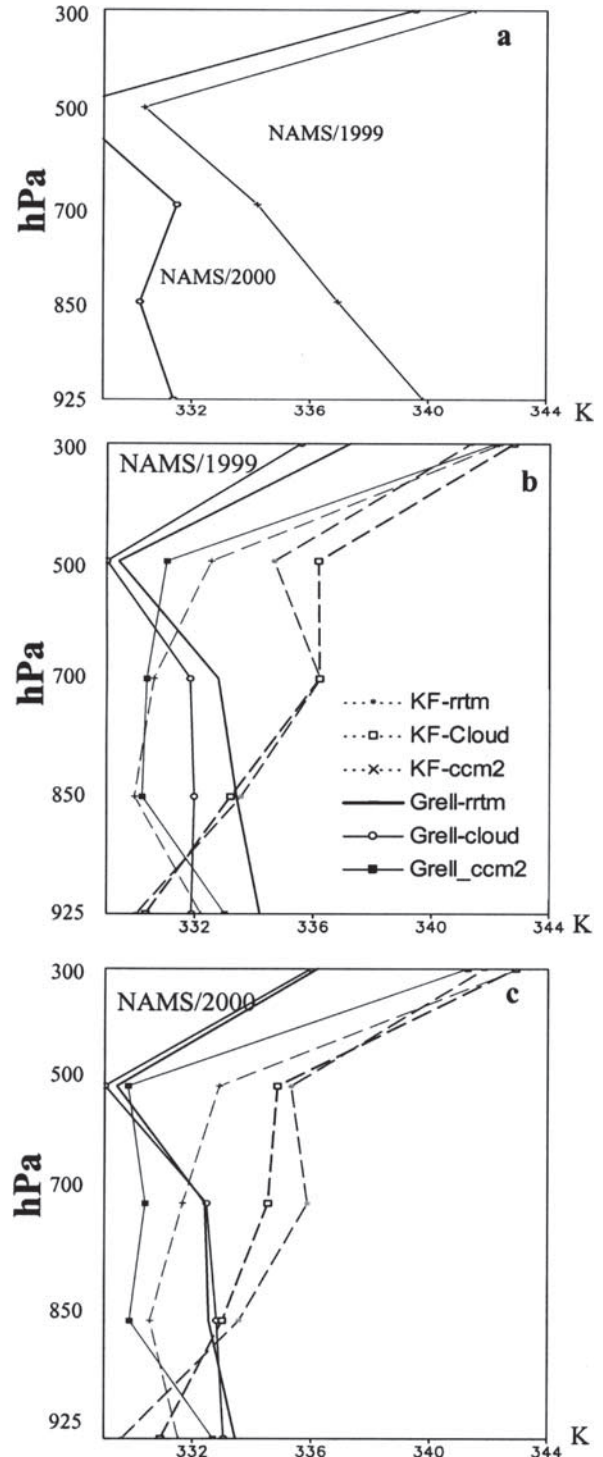 300
a
500
NAMS/1999
hPa
700
NAMS/2000
850
925
332
336
340
344
K
300
NAMS/1999
b
500
hPa
700
KF-rrtm
KF-Cloud
KF-ccm2
Grell-rrtm
850
Grell-cloud
Grell_ccm2
925
332
336
340
344
K
300
NAMS/2000
c
500
hPa
700
850
925
332
336
340
344
K